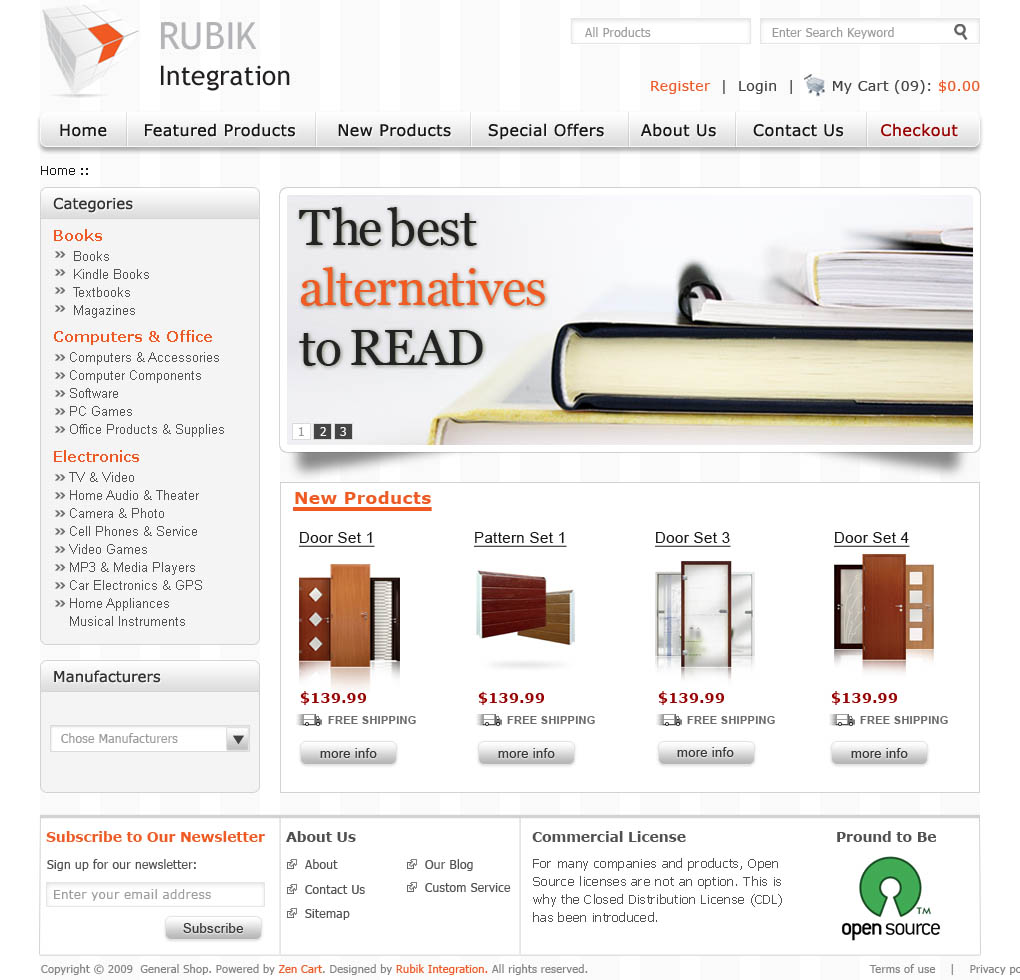 RUBIK
Integration
All Products
Enter Search Keyword
Register | Login | My Cart (09): $0.00
Home
Featured Products
New Products
Special Offers
About Us
Contact Us
Checkout
Home ::
Categories
Books
Books
Kindle Books
Textbooks
Magazines
Computers & Office
Computers & Accessories
Computer Components
Software
PC Games
Office Products & Supplies
Electronics
TV & Video
Home Audio & Theater
Camera & Photo
Cell Phones & Service
Video Games
MP3 & Media Players
Car Electronics & GPS
Home Appliances
Musical Instruments
Manufacturers
Chose Manufacturers
The best
alternatives
to READ
1 2 3
New Products
Door Set 1
$139.99
FREE SHIPPING
more info
Pattern Set 1
$139.99
FREE SHIPPING
more info
Door Set 3
$139.99
FREE SHIPPING
more info
Door Set 4
$139.99
FREE SHIPPING
more info
Subscribe to Our Newsletter
Sign up for our newsletter:
Enter your email address
Subscribe
About Us
About
Contact Us
Sitemap
Our Blog
Custom Service
Commercial License
For many companies and products, Open
Source licenses are not an option. This is
why the Closed Distribution License (CDL)
has been introduced.
Pround to Be
open source TM
Copyright © 2009 General Shop. Powered by Zen Cart. Designed by Rubik Integration. All rights reserved.
Terms of use | Privacy pc